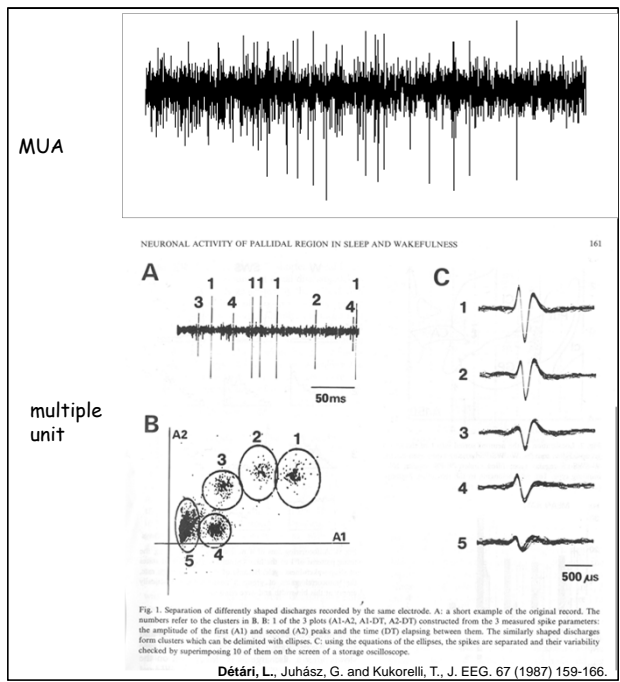 MUA
NEURONAL ACTIVITY OF PALLIDAL REGION IN SLEEP AND WAKEFULNESS 161
A
1 11 1 1
3 4 2 4
50ms
C
1
2
3
4
5
500 µs
multiple
unit
B
A2
3 2 1
A1
5 4
Fig. 1. Separation of differently shaped discharges recorded by the same electrode. A: a short example of the original record. The
numbers refer to the clusters in B. B: 1 of the 3 plots (A1-A2, A1-DT, A2-DT) constructed from the 3 measured spike parameters:
the amplitude of the first (A1) and second (A2) peaks and the time (DT) elapsing between them. The similarly shaped discharges
form clusters which can be delimited with ellipses. C: using the equations of the ellipses, the spikes are separated and their variability
checked by superimposing 10 of them on the screen of a storage oscilloscope.
Détári, L., Juhász, G. and Kukorelli, T., J. EEG. 67 (1987) 159-166.